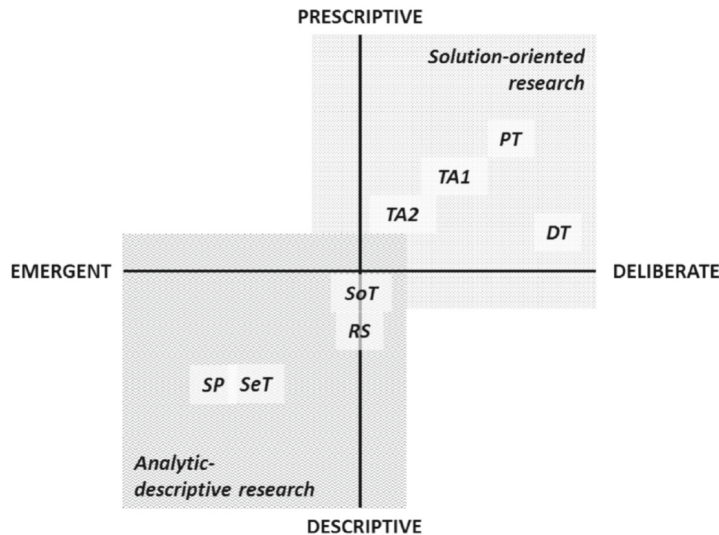 PRESCRIPTIVE
Solution-oriented
research
PT
TA1
TA2
DT
EMERGENT
DELIBERATE
SoT
RS
SP
SeT
Analytic-
descriptive research
DESCRIPTIVE